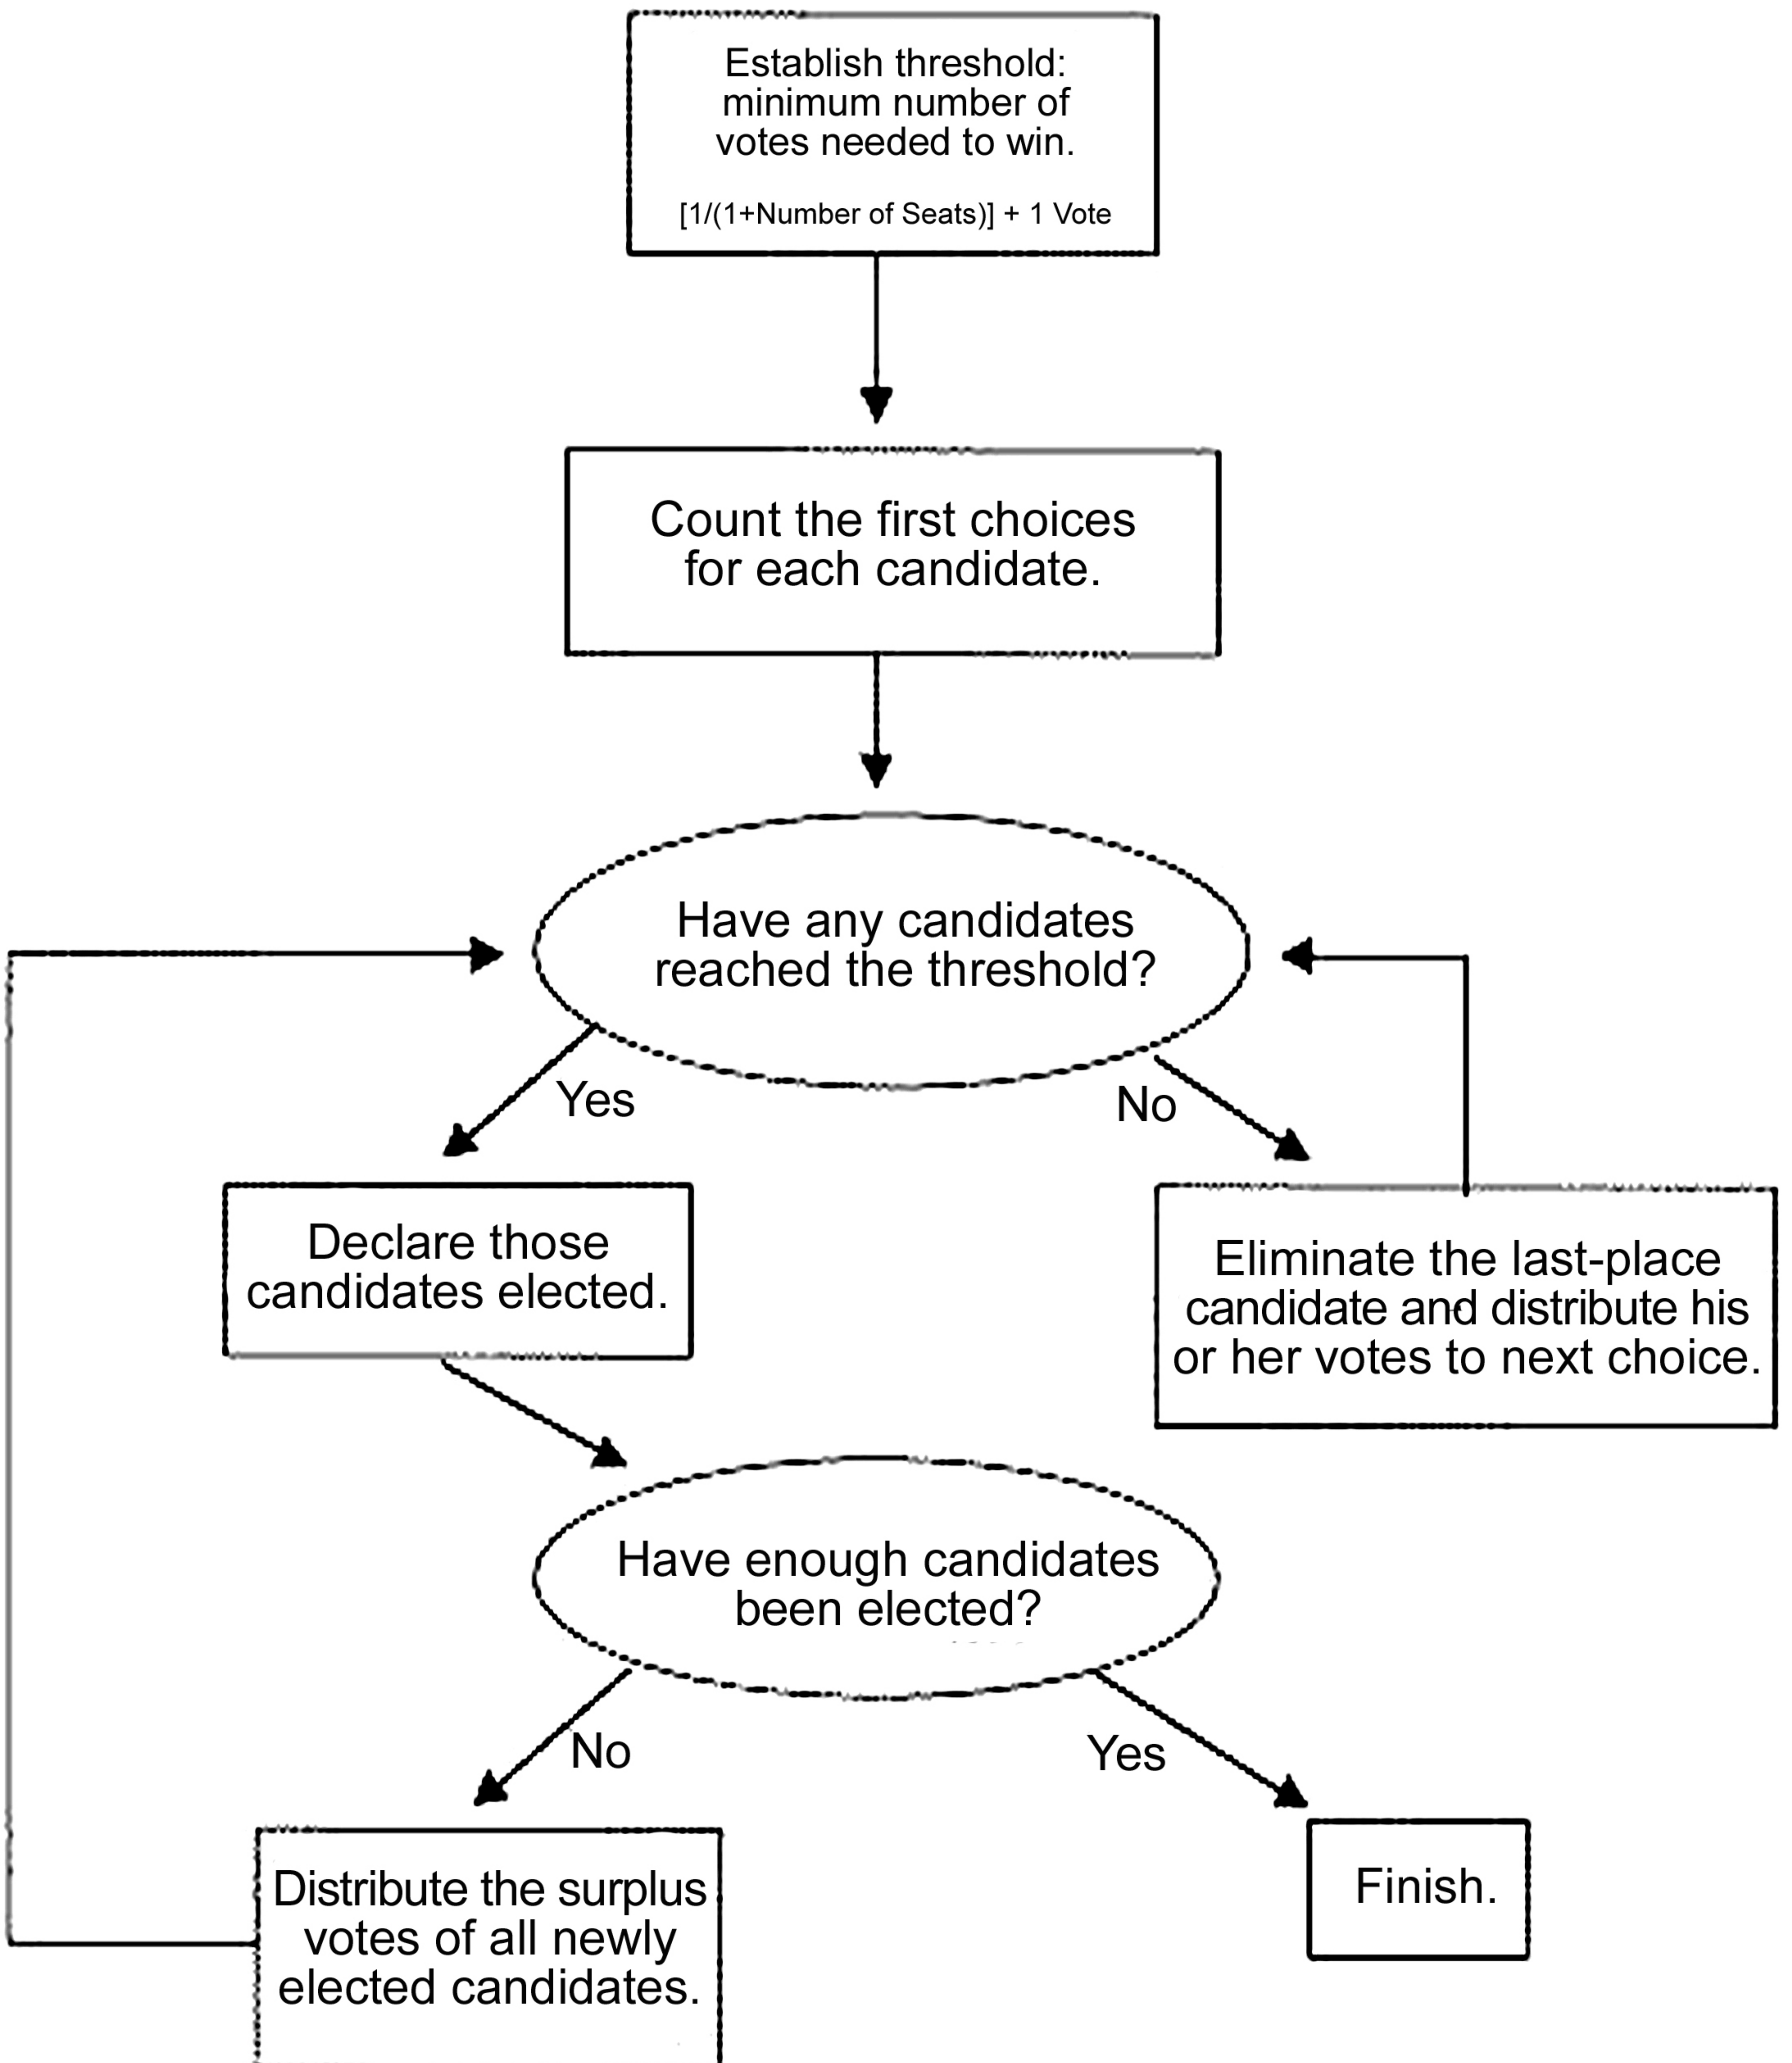 Establish threshold:
minimum number of
votes needed to win.
[1/(1+Number of Seats)] + 1 Vote
Count the first choices
for each candidate.
Have any candidates
reached the threshold?
Yes
No
Declare those
candidates elected.
Eliminate the last-place
candidate and distribute his
or her votes to next choice.
Have enough candidates
been elected?
No
Yes
Distribute the surplus
votes of all newly
elected candidates.
Finish.